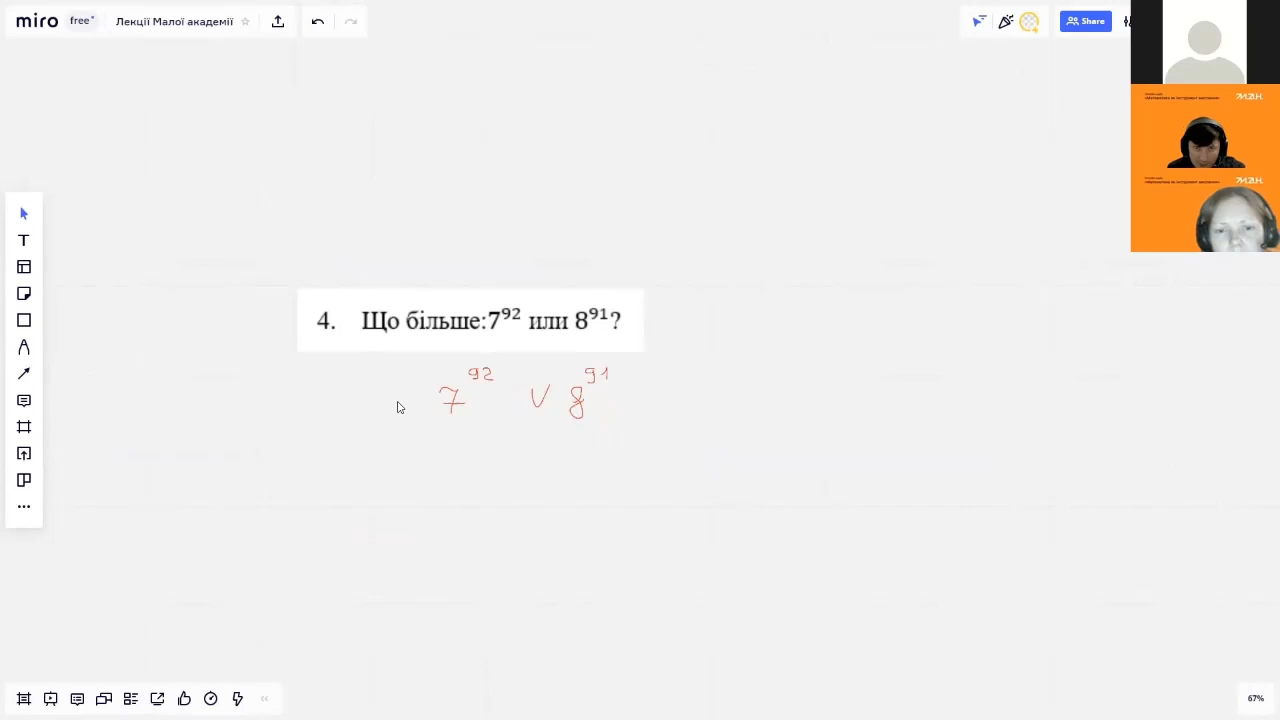 miro free* Лекції Малої академії Share
4. Що більше:7⁹² или 8⁹¹?
7⁹² V 8⁹¹
67%